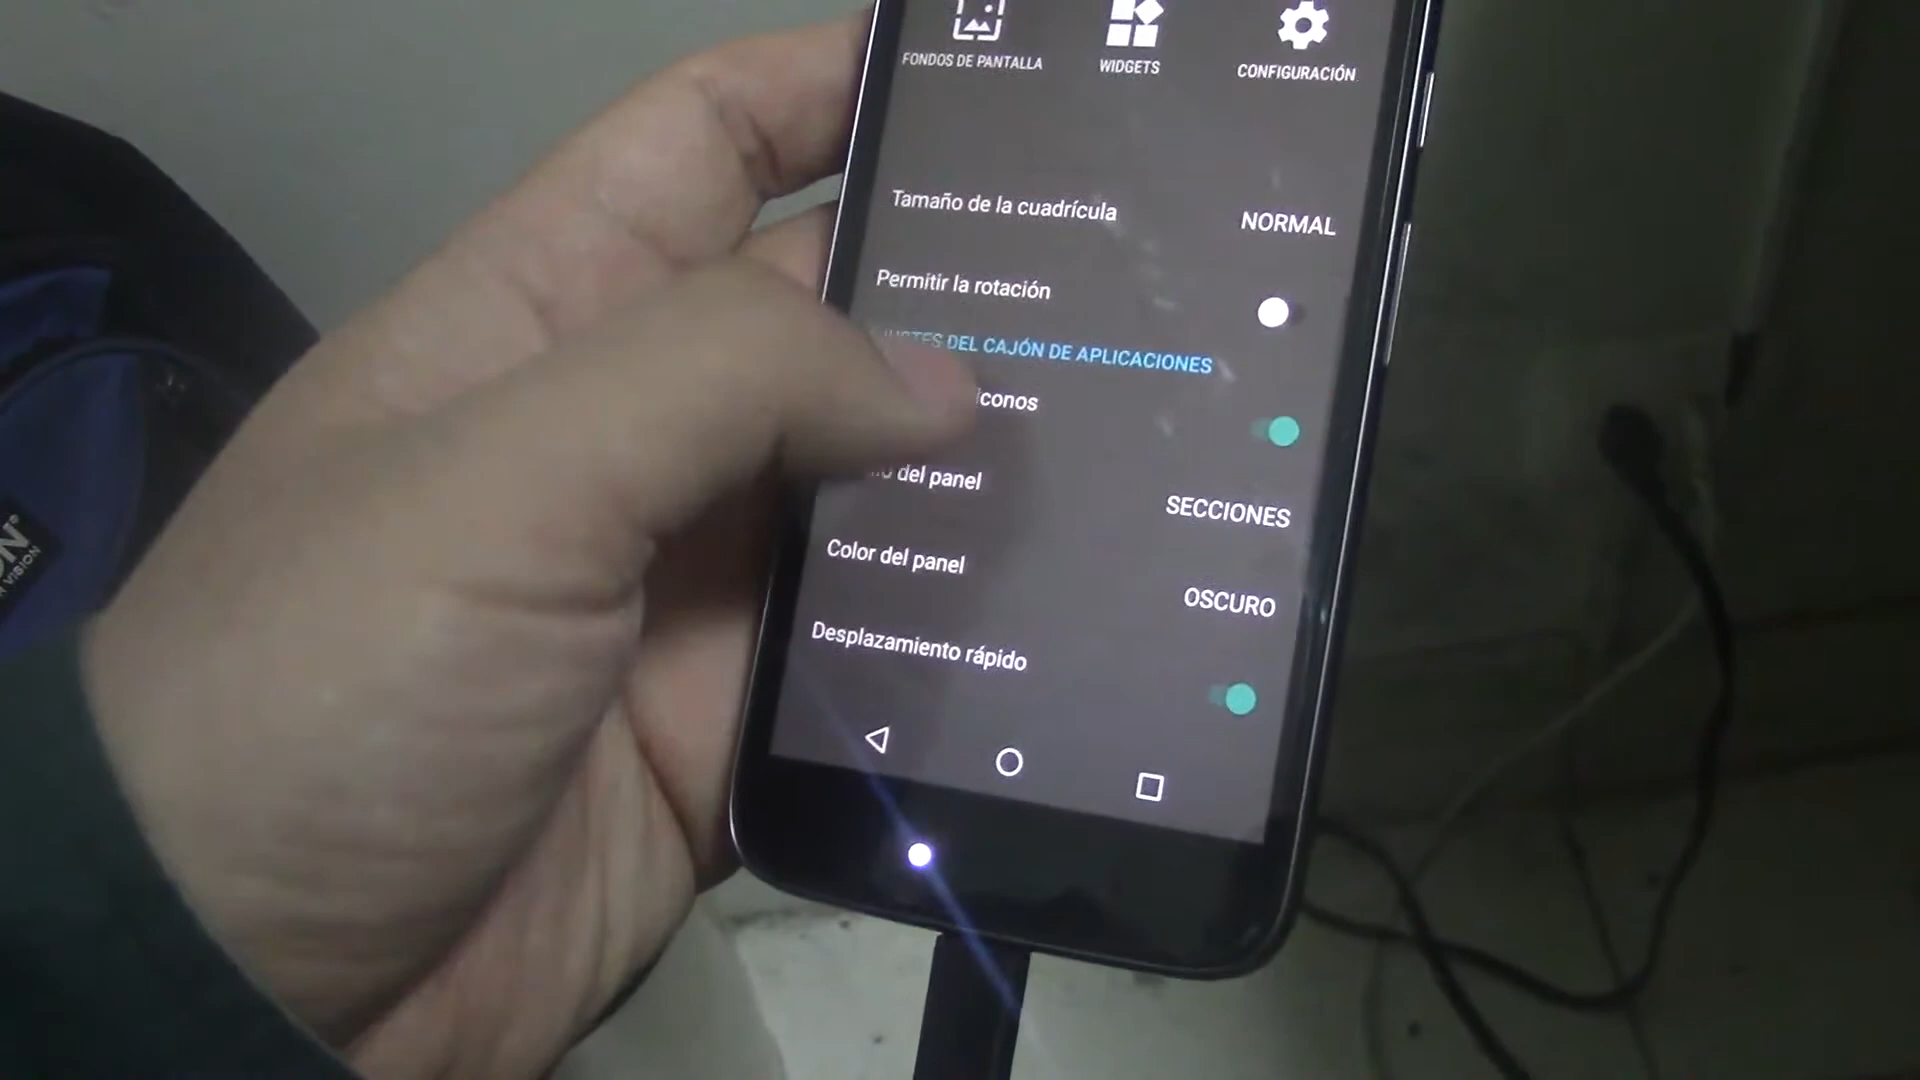 FONDOS DE PANTALLA
WIDGETS
CONFIGURACIÓN
Tamaño de la cuadrícula
NORMAL
Permitir la rotación
DEL CAJÓN DE APLICACIONES
iconos
del panel
SECCIONES
Color del panel
OSCURO
Desplazamiento rápido
VISION